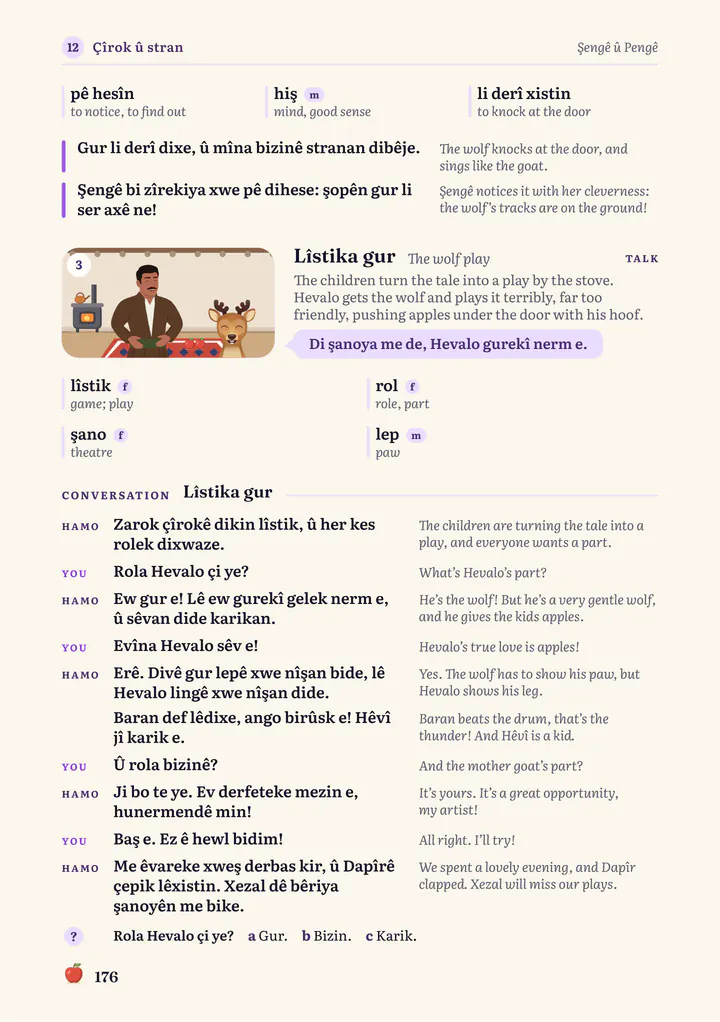 12 Çîrok û stran
Şengê û Pengê
pê hesîn
to notice, to find out
hiş m
mind, good sense
li derî xistin
to knock at the door
Gur li derî dixe, û mîna bizinê stranan dibêje.
The wolf knocks at the door, and
sings like the goat.
Şengê bi zîrekiya xwe pê dihese: şopên gur li
ser axê ne!
Şengê notices it with her cleverness:
the wolf’s tracks are on the ground!
3
Lîstika gur The wolf play TALK
The children turn the tale into a play by the stove.
Hevalo gets the wolf and plays it terribly, far too
friendly, pushing apples under the door with his hoof.
Di şanoya me de, Hevalo gurekî nerm e.
lîstik f
game; play
rol f
role, part
şano f
theatre
lep m
paw
CONVERSATION Lîstika gur
HAMO Zarok çîrokê dikin lîstik, û her kes
rolek dixwaze.
The children are turning the tale into a
play, and everyone wants a part.
YOU Rola Hevalo çi ye?
What’s Hevalo’s part?
HAMO Ew gur e! Lê ew gurekî gelek nerm e,
û sêvan dide karikan.
He’s the wolf! But he’s a very gentle wolf,
and he gives the kids apples.
YOU Evîna Hevalo sêv e!
Hevalo’s true love is apples!
HAMO Erê. Divê gur lepê xwe nîşan bide, lê
Hevalo lingê xwe nîşan dide.
Yes. The wolf has to show his paw, but
Hevalo shows his leg.
Baran def lêdixe, ango birûsk e! Hêvî
jî karik e.
Baran beats the drum, that’s the
thunder! And Hêvî is a kid.
YOU Û rola bizinê?
And the mother goat’s part?
HAMO Ji bo te ye. Ev derfeteke mezin e,
hunermendê min!
It’s yours. It’s a great opportunity,
my artist!
YOU Baş e. Ez ê hewl bidim!
All right. I’ll try!
HAMO Me êvareke xweş derbas kir, û Dapîrê
çepik lêxistin. Xezal dê bêriya
şanoyên me bike.
We spent a lovely evening, and Dapîr
clapped. Xezal will miss our plays.
? Rola Hevalo çi ye? a Gur. b Bizin. c Karik.
176